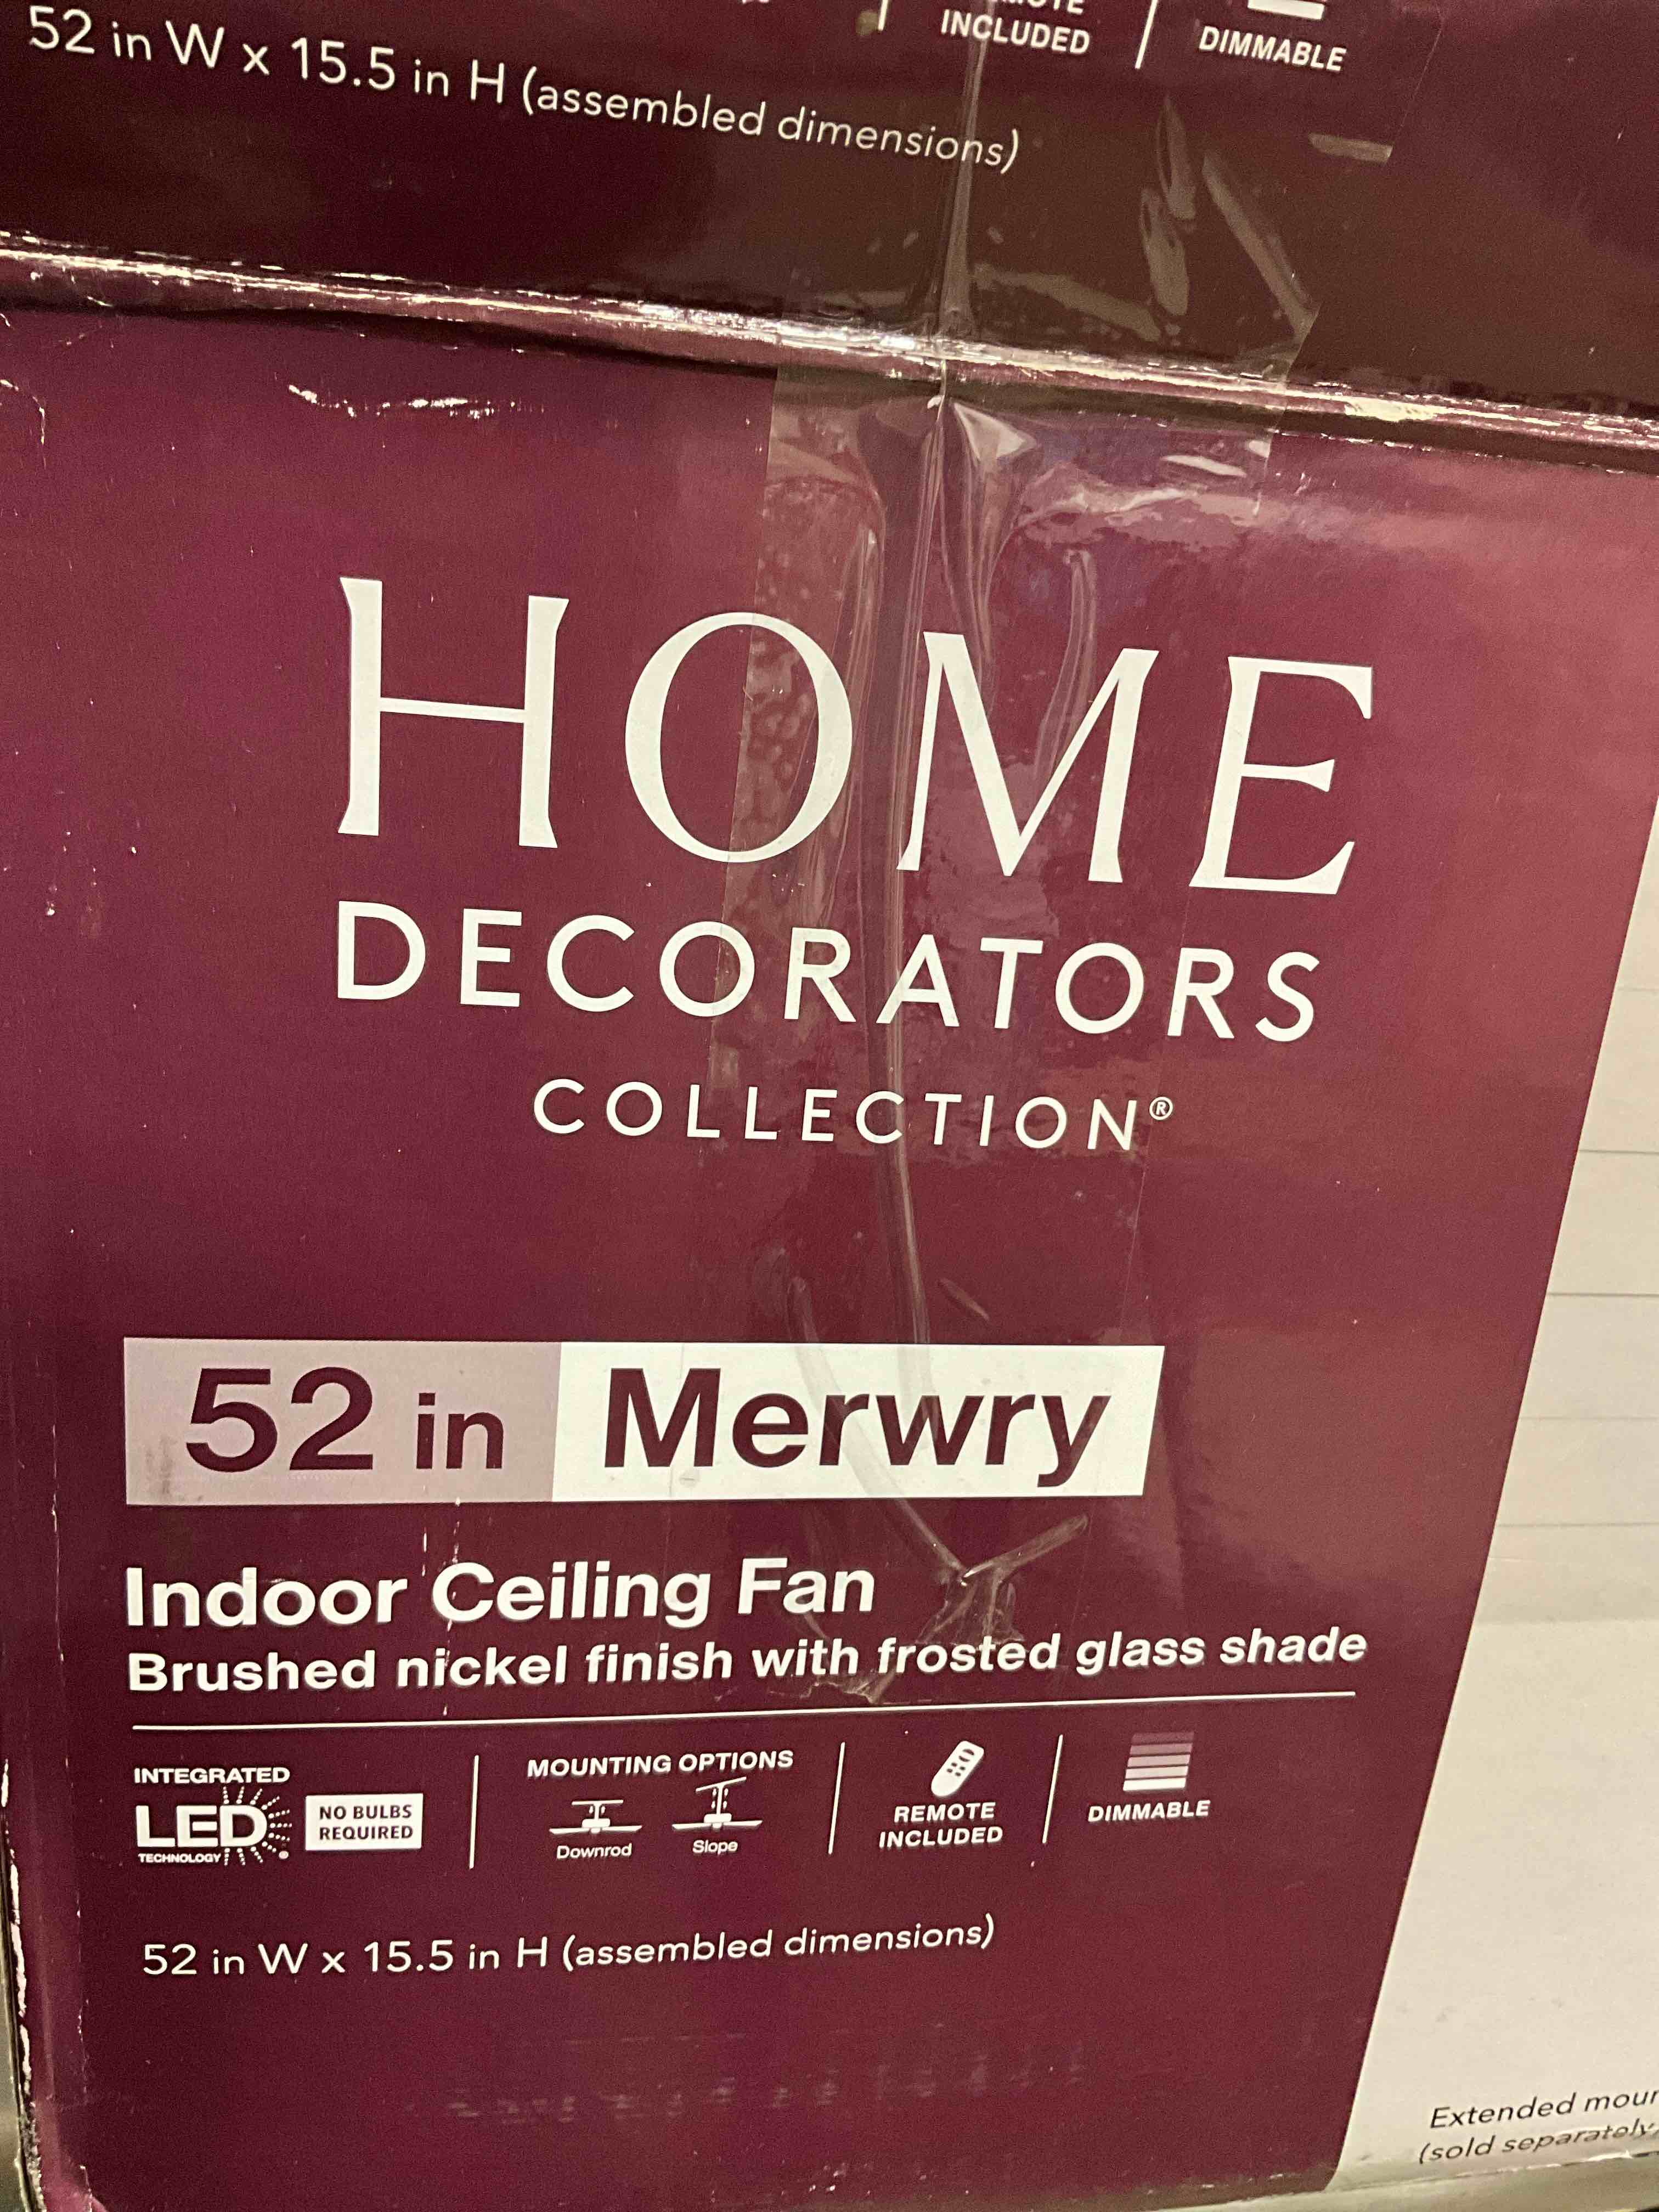 INCLUDED
DIMMABLE
52 in W x 15.5 in H (assembled dimensions)
HOME
DECORATORS
COLLECTION®
52 in Merwry
Indoor Ceiling Fan
Brushed nickel finish with frosted glass shade
INTEGRATED
LED
TECHNOLOGY
NO BULBS
REQUIRED
MOUNTING OPTIONS
Downrod
Slope
REMOTE
INCLUDED
DIMMABLE
52 in W x 15.5 in H (assembled dimensions)
Extended
(sold separately